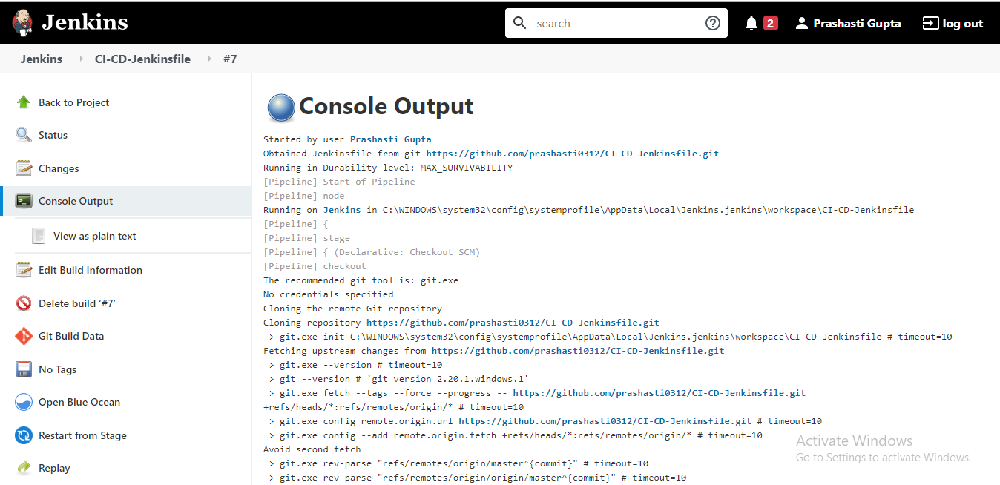 Jenkins
search
2
Prashasti Gupta
log out
Jenkins
CI-CD-Jenkinsfile
#7
Back to Project
Status
Changes
Console Output
View as plain text
Edit Build Information
Delete build ‘#7’
Git Build Data
No Tags
Open Blue Ocean
Restart from Stage
Replay
Console Output
Started by user Prashasti Gupta
Obtained Jenkinsfile from git https://github.com/prashasti0312/CI-CD-Jenkinsfile.git
Running in Durability level: MAX_SURVIVABILITY
[Pipeline] Start of Pipeline
[Pipeline] node
Running on Jenkins in C:\WINDOWS\system32\config\systemprofile\AppData\Local\Jenkins.jenkins\workspace\CI-CD-Jenkinsfile
[Pipeline] {
[Pipeline] stage
[Pipeline] { (Declarative: Checkout SCM)
[Pipeline] checkout
The recommended git tool is: git.exe
No credentials specified
Cloning the remote Git repository
Cloning repository https://github.com/prashasti0312/CI-CD-Jenkinsfile.git
> git.exe init C:\WINDOWS\system32\config\systemprofile\AppData\Local\Jenkins.jenkins\workspace\CI-CD-Jenkinsfile # timeout=10
Fetching upstream changes from https://github.com/prashasti0312/CI-CD-Jenkinsfile.git
> git.exe --version # timeout=10
> git --version # 'git version 2.20.1.windows.1'
> git.exe fetch --tags --force --progress -- https://github.com/prashasti0312/CI-CD-Jenkinsfile.git
+refs/heads/*:refs/remotes/origin/* # timeout=10
> git.exe config remote.origin.url https://github.com/prashasti0312/CI-CD-Jenkinsfile.git # timeout=10
> git.exe config --add remote.origin.fetch +refs/heads/*:refs/remotes/origin/* # timeout=10
Avoid second fetch
> git.exe rev-parse "refs/remotes/origin/master^{commit}" # timeout=10
> git.exe rev-parse "refs/remotes/origin/origin/master^{commit}" # timeout=10
Activate Windows
Go to Settings to activate Windows.